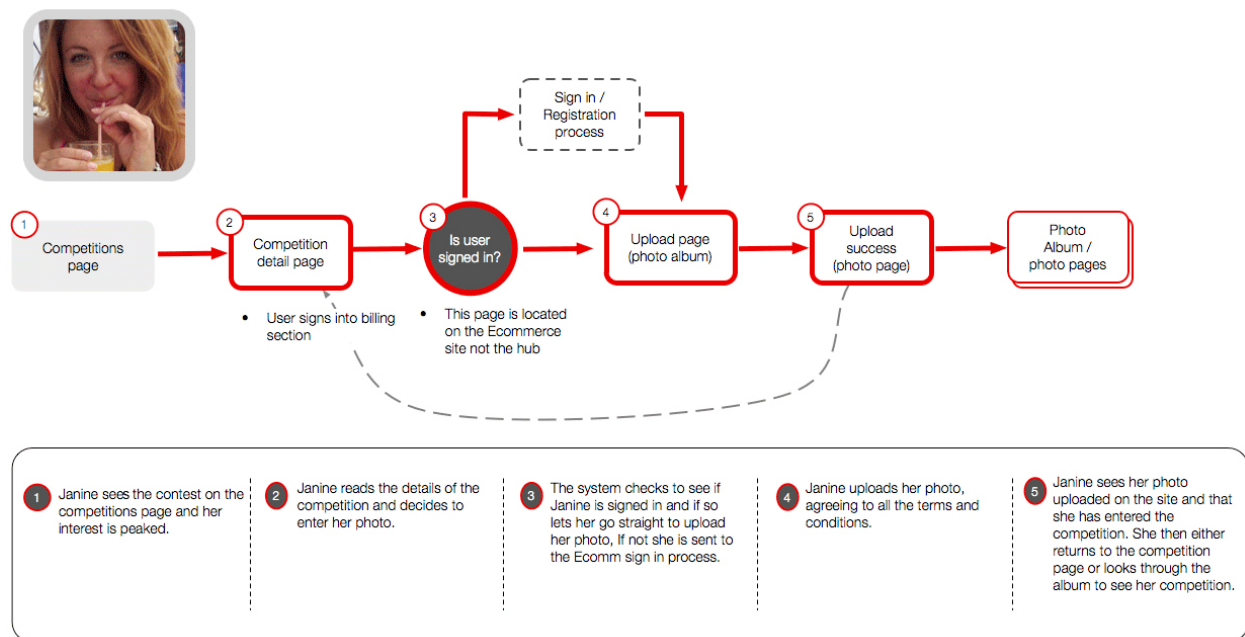 Sign in /
Registration
process
1
Competitions
page
2
Competition
detail page
3
Is user
signed in?
4
Upload page
(photo album)
5
Upload
success
(photo page)
Photo
Album /
photo pages
• User signs into billing
section
• This page is located
on the Ecommerce
site not the hub
1
Janine sees the contest on the
competitions page and her
interest is peaked.
2
Janine reads the details of the
competition and decides to
enter her photo.
3
The system checks to see if
Janine is signed in and if so
lets her go straight to upload
her photo, If not she is sent to
the Ecomm sign in process.
4
Janine uploads her photo,
agreeing to all the terms and
conditions.
5
Janine sees her photo
uploaded on the site and that
she has entered the
competition. She then either
returns to the competition
page or looks through the
album to see her competition.